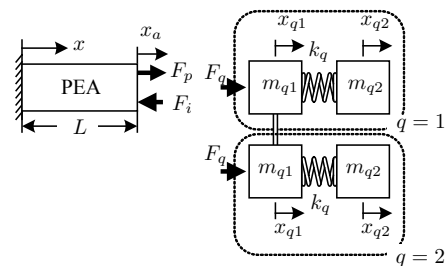 x
x_a
PEA
F_p
F_i
L
x_{q1} x_{q2}
k_q
F_q
m_{q1} m_{q2}
q = 1
F_q
m_{q1} m_{q2}
k_q
x_{q1} x_{q2}
q = 2